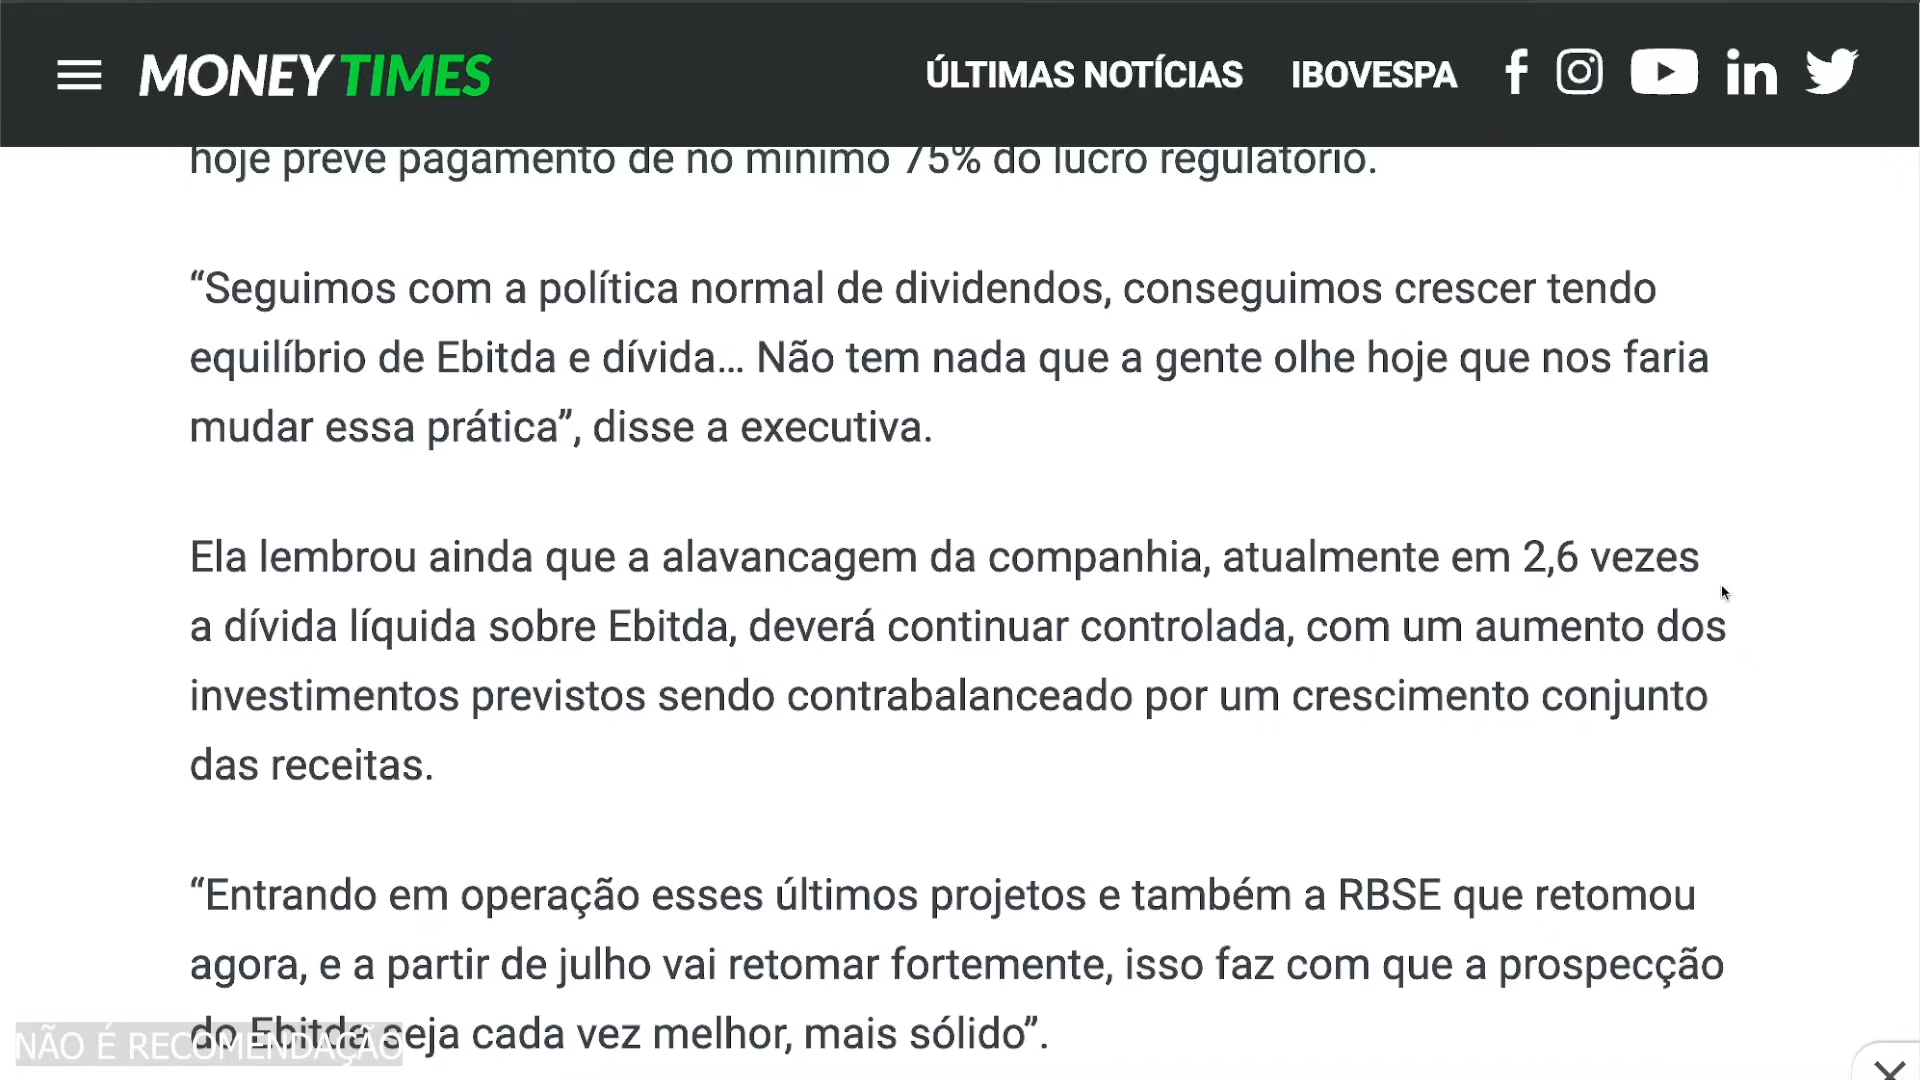 MONEY TIMES
ÚLTIMAS NOTÍCIAS IBOVESPA
hoje prevê pagamento de no mínimo 75% do lucro regulatório.
“Seguimos com a política normal de dividendos, conseguimos crescer tendo
equilíbrio de Ebitda e dívida... Não tem nada que a gente olhe hoje que nos faria
mudar essa prática”, disse a executiva.
Ela lembrou ainda que a alavancagem da companhia, atualmente em 2,6 vezes
a dívida líquida sobre Ebitda, deverá continuar controlada, com um aumento dos
investimentos previstos sendo contrabalanceado por um crescimento conjunto
das receitas.
“Entrando em operação esses últimos projetos e também a RBSE que retomou
agora, e a partir de julho vai retomar fortemente, isso faz com que a prospecção
do Ebitda seja cada vez melhor, mais sólido”.
NÃO É RECOMENDAÇÃO